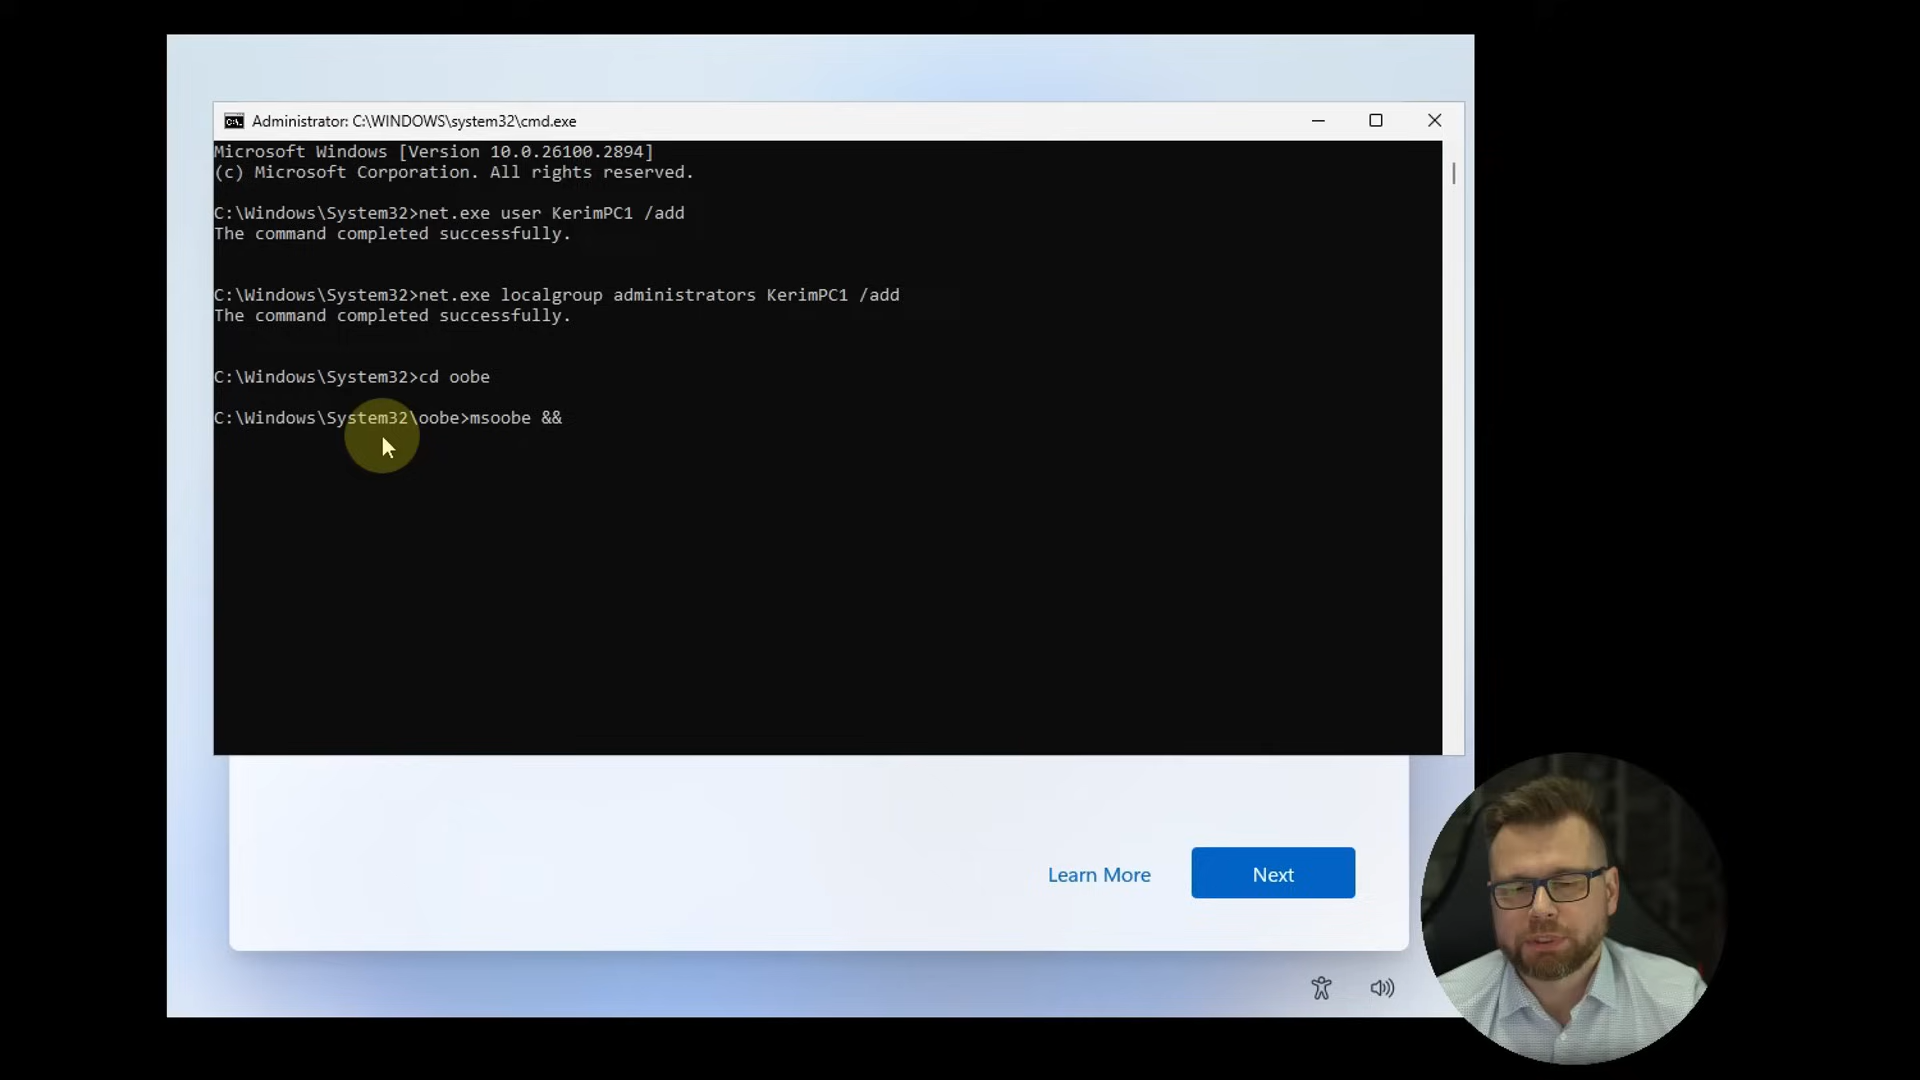 Administrator: C:\WINDOWS\system32\cmd.exe
Microsoft Windows [Version 10.0.26100.2894]
(c) Microsoft Corporation. All rights reserved.
C:\Windows\System32>net.exe user KerimPC1 /add
The command completed successfully.
C:\Windows\System32>net.exe localgroup administrators KerimPC1 /add
The command completed successfully.
C:\Windows\System32>cd oobe
C:\Windows\System32\oobe>msoobe &&
Learn More
Next